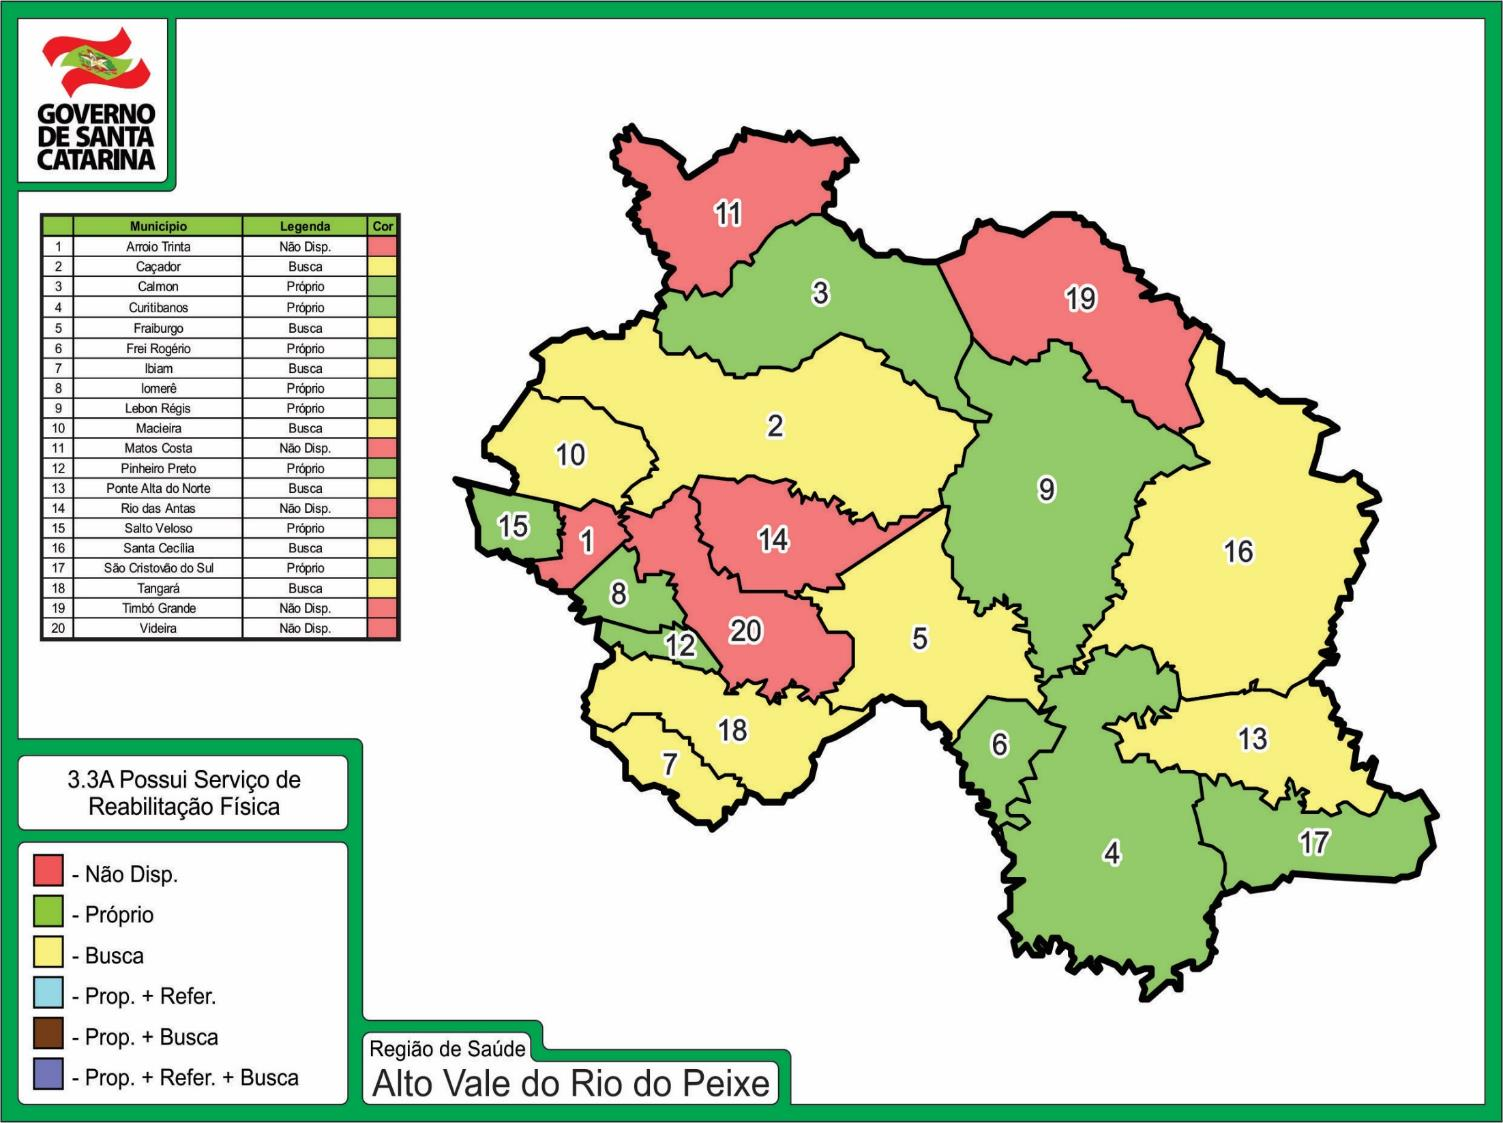 GOVERNO
DE SANTA
CATARINA
Município Legenda Cor
1 Arroio Trinta Não Disp.
2 Caçador Busca
3 Calmon Próprio
4 Curitibanos Próprio
5 Fraiburgo Busca
6 Frei Rogério Próprio
7 Ibiam Busca
8 Iomerê Próprio
9 Lebon Régis Próprio
10 Macieira Busca
11 Matos Costa Não Disp.
12 Pinheiro Preto Próprio
13 Ponte Alta do Norte Busca
14 Rio das Antas Não Disp.
15 Salto Veloso Próprio
16 Santa Cecília Busca
17 São Cristovão do Sul Próprio
18 Tangará Busca
19 Timbó Grande Não Disp.
20 Videira Não Disp.
11
3
19
2
10
9
15
1
14
16
8
20
12
5
18
6
13
7
4
17
3.3A Possui Serviço de
Reabilitação Física
- Não Disp.
- Próprio
- Busca
- Prop. + Refer.
- Prop. + Busca
- Prop. + Refer. + Busca
Região de Saúde
Alto Vale do Rio do Peixe